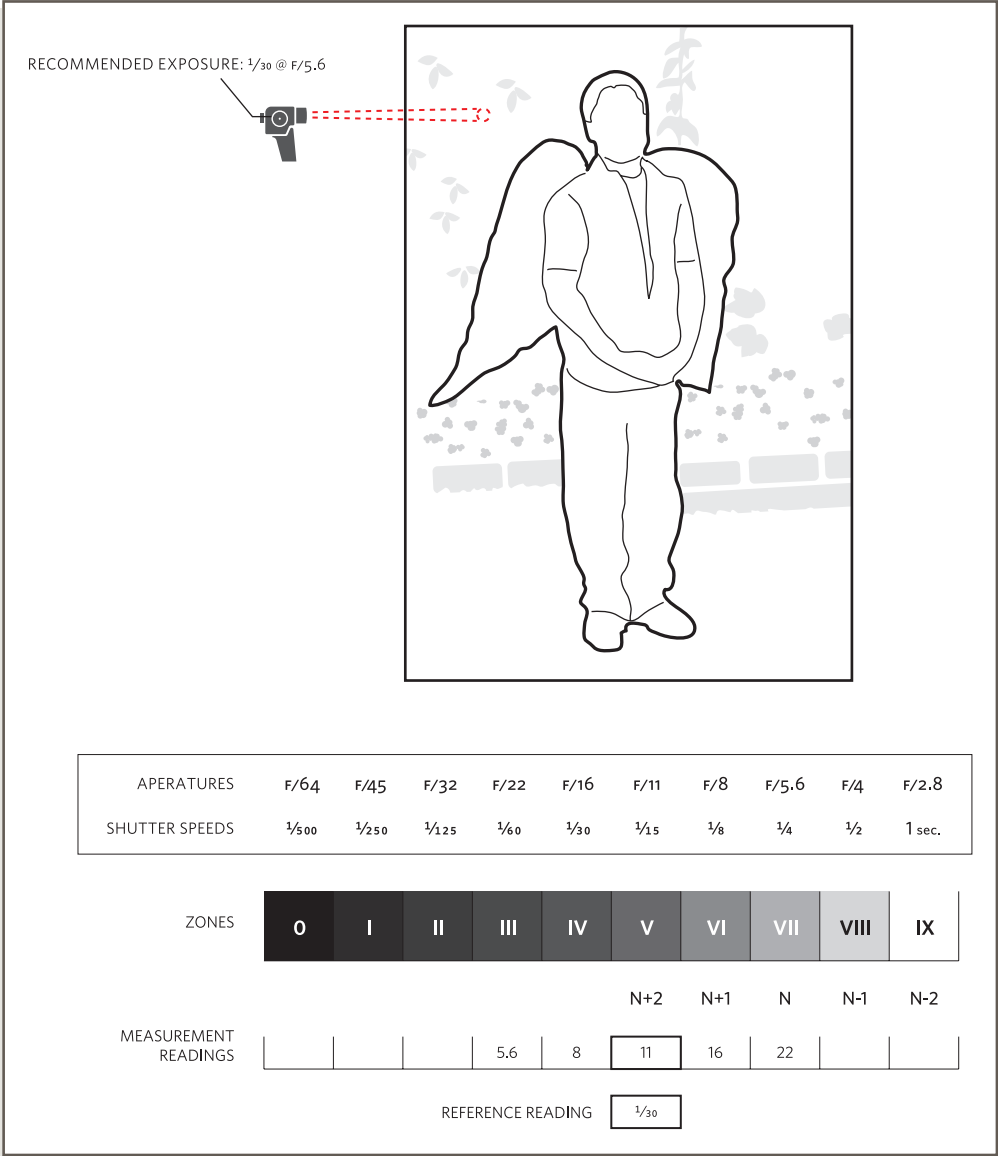 RECOMMENDED EXPOSURE: 1/30 @ F/5.6
APERATURES F/64 F/45 F/32 F/22 F/16 F/11 F/8 F/5.6 F/4 F/2.8
SHUTTER SPEEDS 1/500 1/250 1/125 1/60 1/30 1/15 1/8 1/4 1/2 1 sec.
ZONES 0 I II III IV V VI VII VIII IX
N+2 N+1 N N-1 N-2
MEASUREMENT
READINGS 5.6 8 11 16 22
REFERENCE READING 1/30